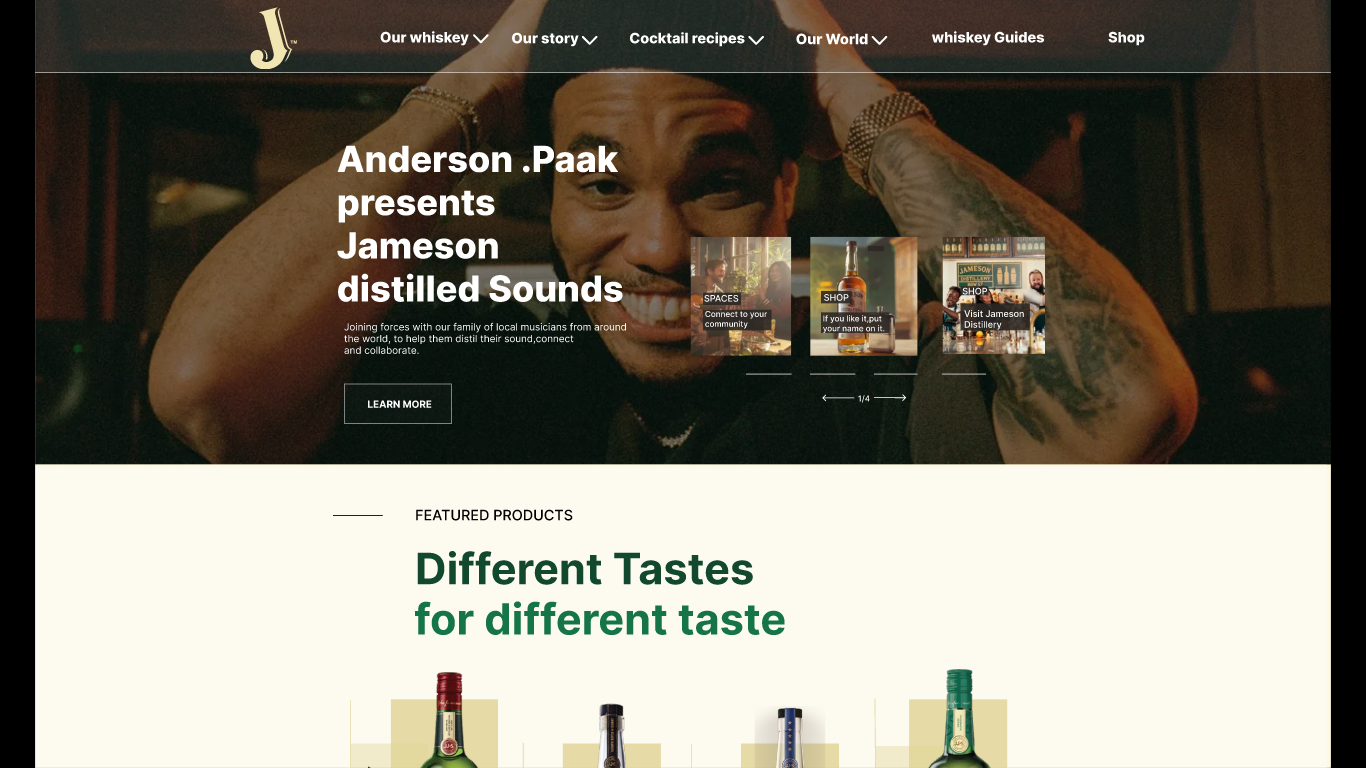 J™
Our whiskey
Our story
Cocktail recipes
Our World
whiskey Guides
Shop
Anderson .Paak
presents
Jameson
distilled Sounds
Joining forces with our family of local musicians from around
the world, to help them distil their sound,connect
and collaborate.
LEARN MORE
SPACES
Connect to your
community
SHOP
If you like it,put
your name on it.
JAMESON
DISTILLERY
SHOP
Visit Jameson
Distillery
1/4
FEATURED PRODUCTS
Different Tastes
for different taste